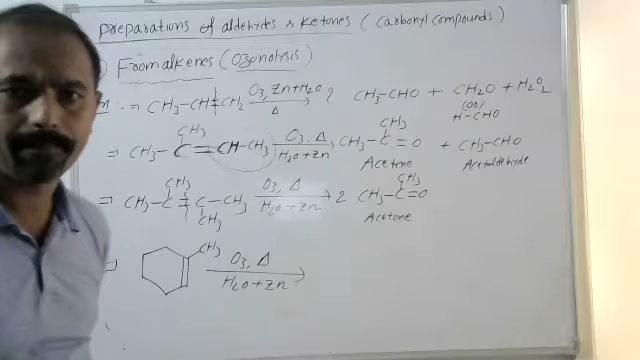 Preparations of aldehydes & ketones (Carbonyl compounds)
From alkenes (Ozonolysis)
⇒ CH3-CH=CH2 O3, Zn+H2O Δ → 2 CH3-CHO + CH2O + H2O2
(or)
H-CHO
CH3 CH3
⇒ CH3-C=CH-CH3 O3, Δ H2O+Zn → CH3-C=O + CH3-CHO
Acetone Acetaldehyde
CH3 CH3
⇒ CH3-C=C-CH3 O3, Δ H2O+Zn → 2 CH3-C=O
CH3 Acetone
⇒ CH3 O3, Δ H2O+Zn →